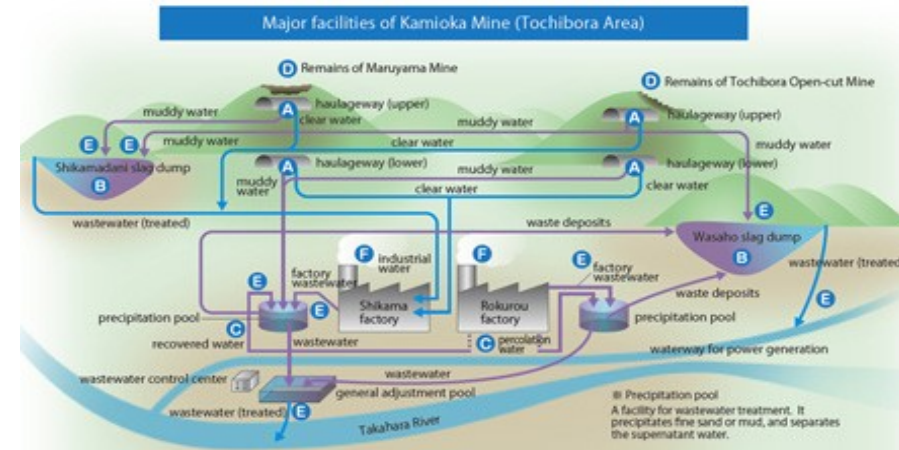 Major facilities of Kamioka Mine (Tochibora Area)
D Remains of Maruyama Mine
D Remains of Tochibora Open-cut Mine
A haulageway (upper)
A haulageway (upper)
muddy water
clear water
muddy water
E E
muddy water
clear water
muddy water
Shikamadani slag dump
B
A haulageway (lower)
A haulageway (lower)
muddy water
muddy
water
clear water
clear water
E
wastewater (treated)
waste deposits
Wasaho slag dump
B
wastewater (treated
F industrial
water
F
E factory
wastewater
E factory
wastewater
E
Shikama
factory
Rokurou
factory
waste deposits
E
precipitation pool
precipitation pool
C
recovered water
wastewater
C percolation
water
waterway for power generation
wastewater control center
wastewater
general adjustment pool
wastewater (treated)
E
Takahara River
※ Precipitation pool
A facility for wastewater treatment. It
precipitates fine sand or mud, and separates
the supernatant water.